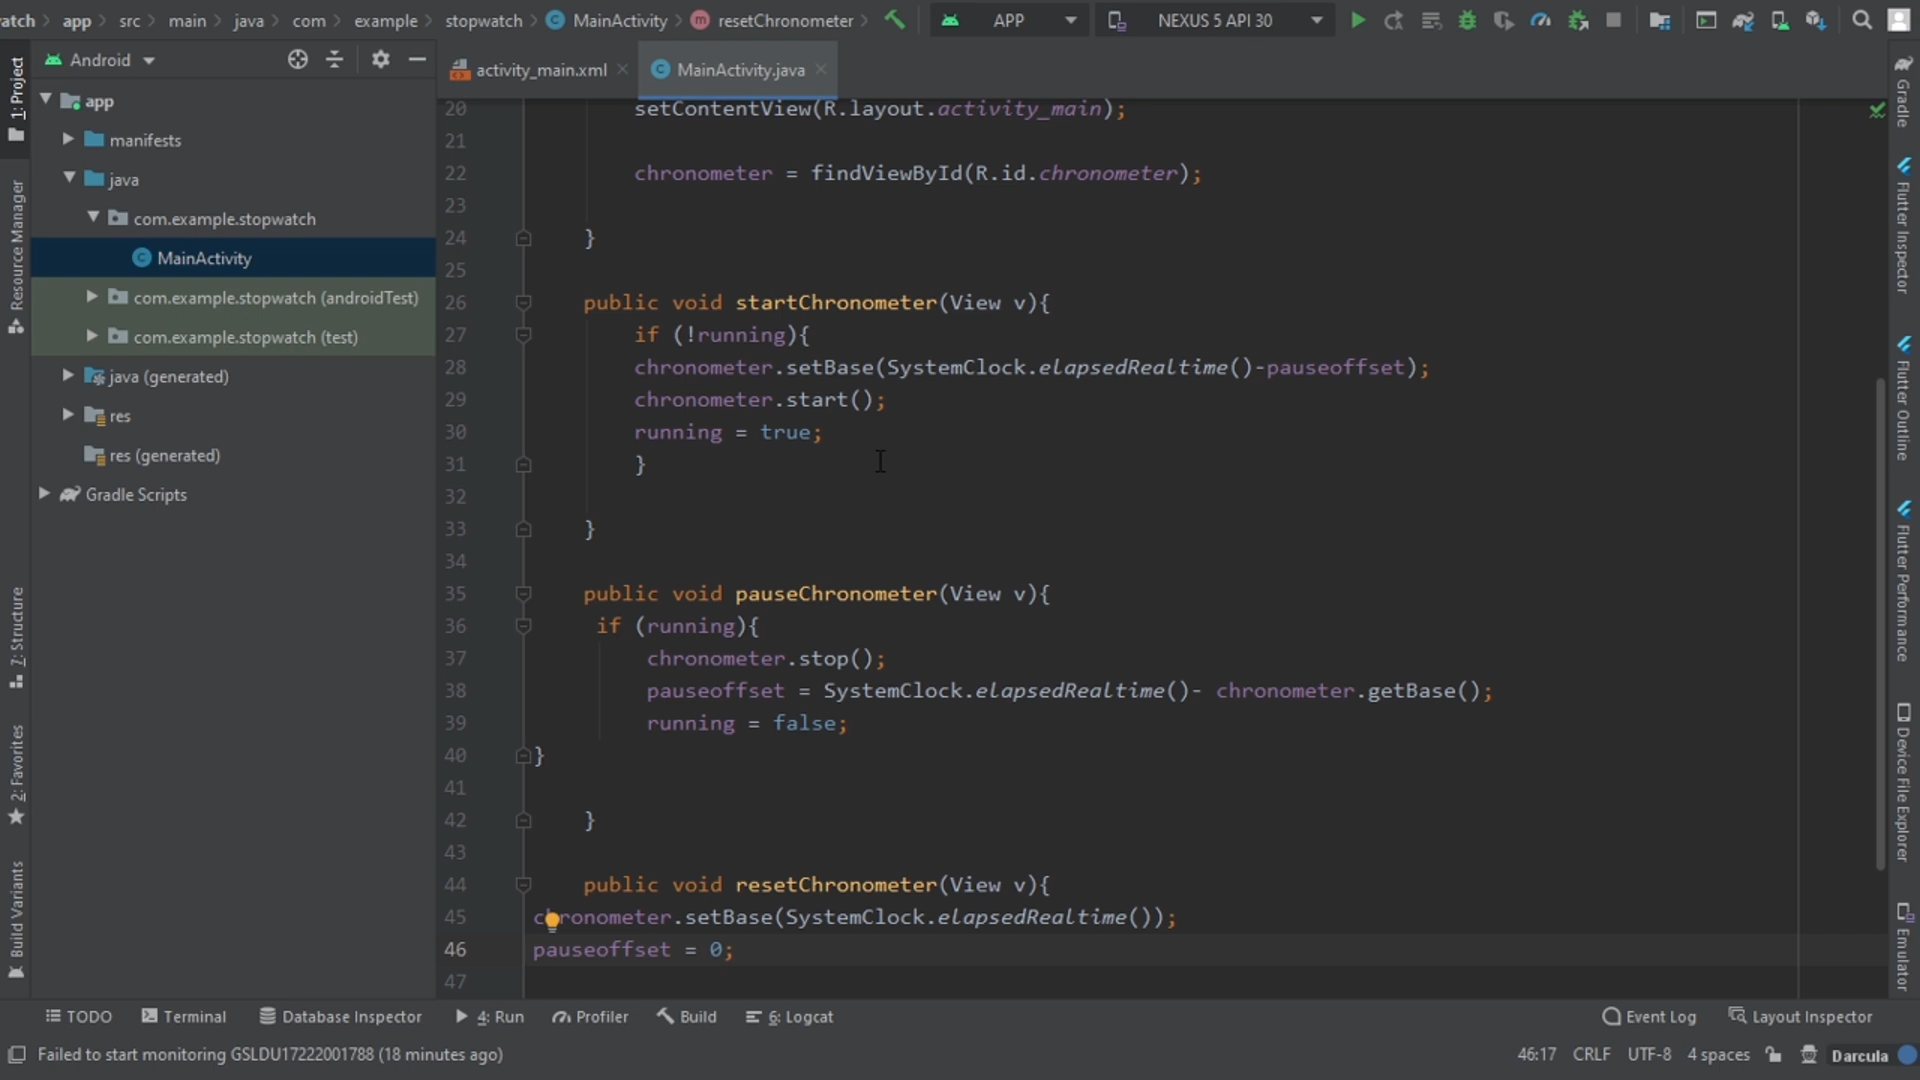 watch
app
src
main
java
com
example
stopwatch
MainActivity
resetChronometer
APP
NEXUS 5 API 30
Android
activity_main.xml
MainActivity.java
1: Project
Resource Manager
7: Structure
2: Favorites
Build Variants
app
manifests
java
com.example.stopwatch
MainActivity
com.example.stopwatch (androidTest)
com.example.stopwatch (test)
java (generated)
res
res (generated)
Gradle Scripts
20 setContentView(R.layout.activity_main);
21
22 chronometer = findViewById(R.id.chronometer);
23
24 }
25
26 public void startChronometer(View v){
27 if (!running){
28 chronometer.setBase(SystemClock.elapsedRealtime()-pauseoffset);
29 chronometer.start();
30 running = true;
31 }
32
33 }
34
35 public void pauseChronometer(View v){
36 if (running){
37 chronometer.stop();
38 pauseoffset = SystemClock.elapsedRealtime()- chronometer.getBase();
39 running = false;
40 }
41
42 }
43
44 public void resetChronometer(View v){
45 chronometer.setBase(SystemClock.elapsedRealtime());
46 pauseoffset = 0;
47
Gradle
Flutter Inspector
Flutter Outline
Flutter Performance
Device File Explorer
Emulator
TODO
Terminal
Database Inspector
4: Run
Profiler
Build
6: Logcat
Event Log
Layout Inspector
Failed to start monitoring GSLDU17222001788 (18 minutes ago)
46:17
CRLF
UTF-8
4 spaces
Darcula